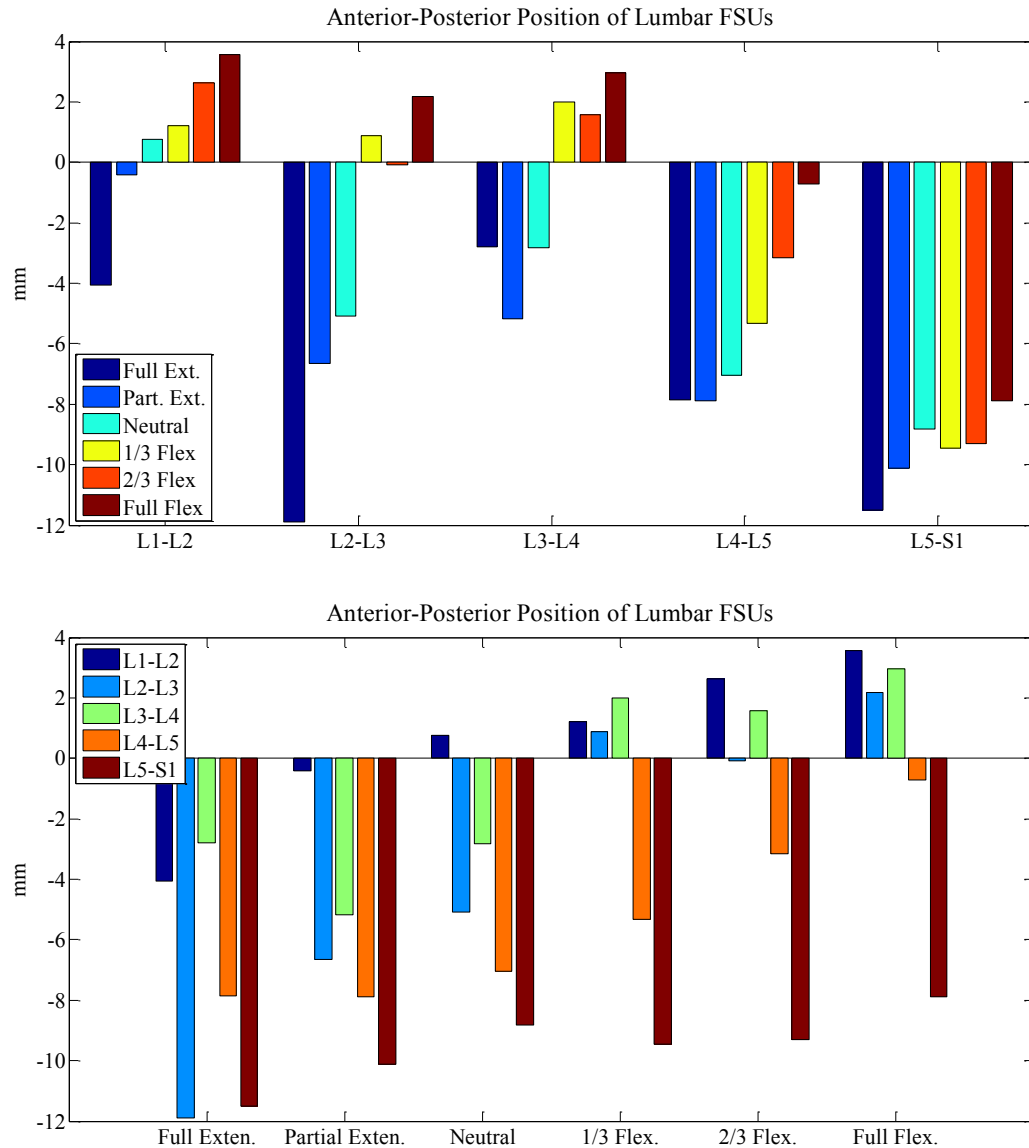 Anterior-Posterior Position of Lumbar FSUs
4
2
0
-2
-4
-6
-8
-10
-12
mm
Full Ext.
Part. Ext.
Neutral
1/3 Flex
2/3 Flex
Full Flex
L1-L2 L2-L3 L3-L4 L4-L5 L5-S1
Anterior-Posterior Position of Lumbar FSUs
4
2
0
-2
-4
-6
-8
-10
-12
mm
L1-L2
L2-L3
L3-L4
L4-L5
L5-S1
Full Exten. Partial Exten. Neutral 1/3 Flex. 2/3 Flex. Full Flex.